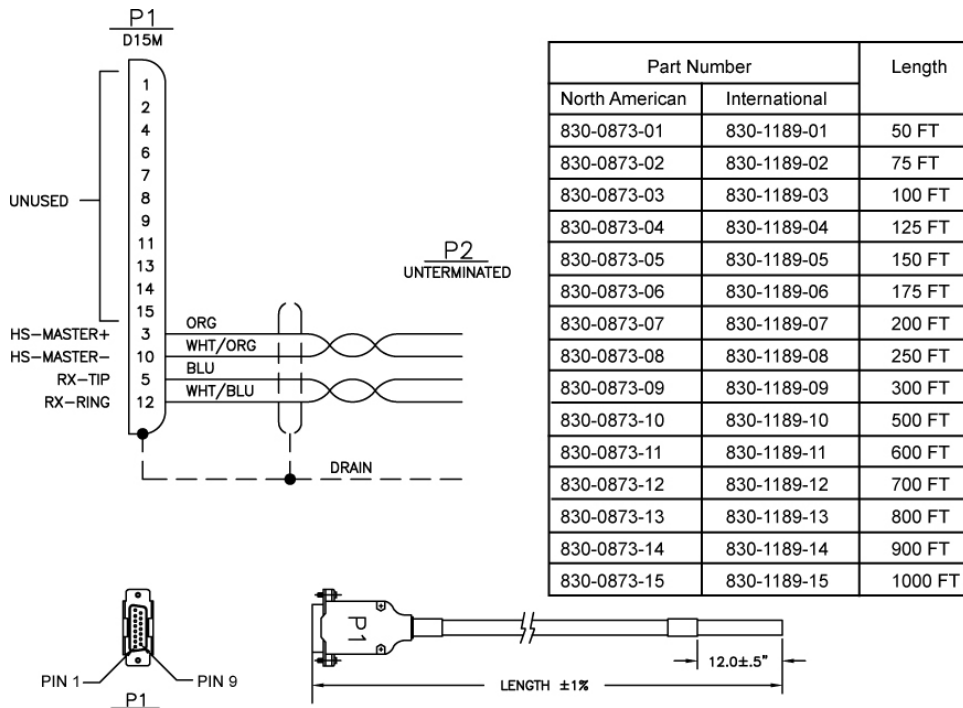 P1
D15M
1
2
4
6
7
8
9
11
13
14
15
UNUSED
HS-MASTER+ 3 ORG
HS-MASTER- 10 WHT/ORG
RX-TIP 5 BLU
RX-RING 12 WHT/BLU
DRAIN
P2
UNTERMINATED
Part Number Length
North American International
830-0873-01 830-1189-01 50 FT
830-0873-02 830-1189-02 75 FT
830-0873-03 830-1189-03 100 FT
830-0873-04 830-1189-04 125 FT
830-0873-05 830-1189-05 150 FT
830-0873-06 830-1189-06 175 FT
830-0873-07 830-1189-07 200 FT
830-0873-08 830-1189-08 250 FT
830-0873-09 830-1189-09 300 FT
830-0873-10 830-1189-10 500 FT
830-0873-11 830-1189-11 600 FT
830-0873-12 830-1189-12 700 FT
830-0873-13 830-1189-13 800 FT
830-0873-14 830-1189-14 900 FT
830-0873-15 830-1189-15 1000 FT
PIN 1 PIN 9
P1
P1
12.0±.5"
LENGTH ±1%